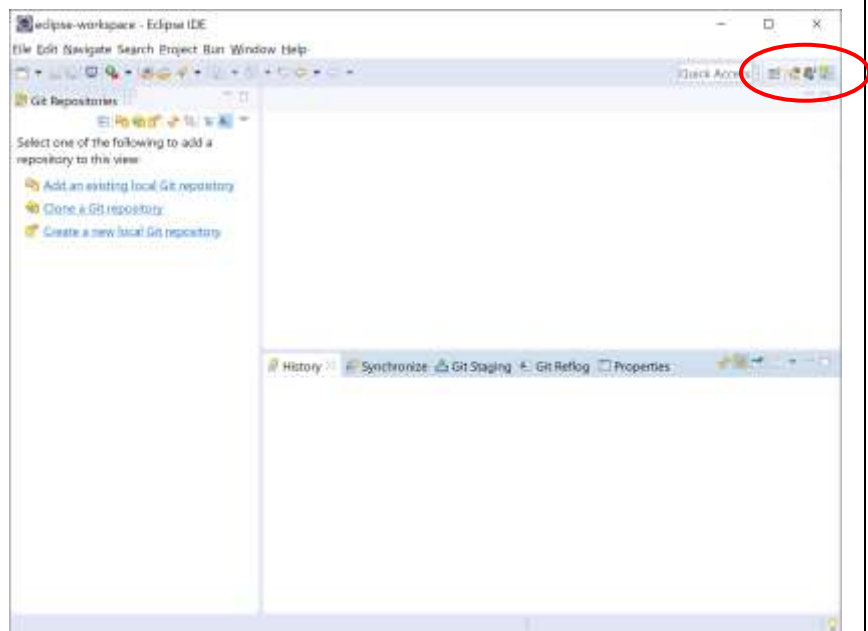 eclipse-workspace - Eclipse IDE
File Edit Navigate Search Project Run Window Help
Quick Access
Git Repositories
Select one of the following to add a
repository to this view:
Add an existing local Git repository
Clone a Git repository
Create a new local Git repository
History Synchronize Git Staging Git Reflog Properties